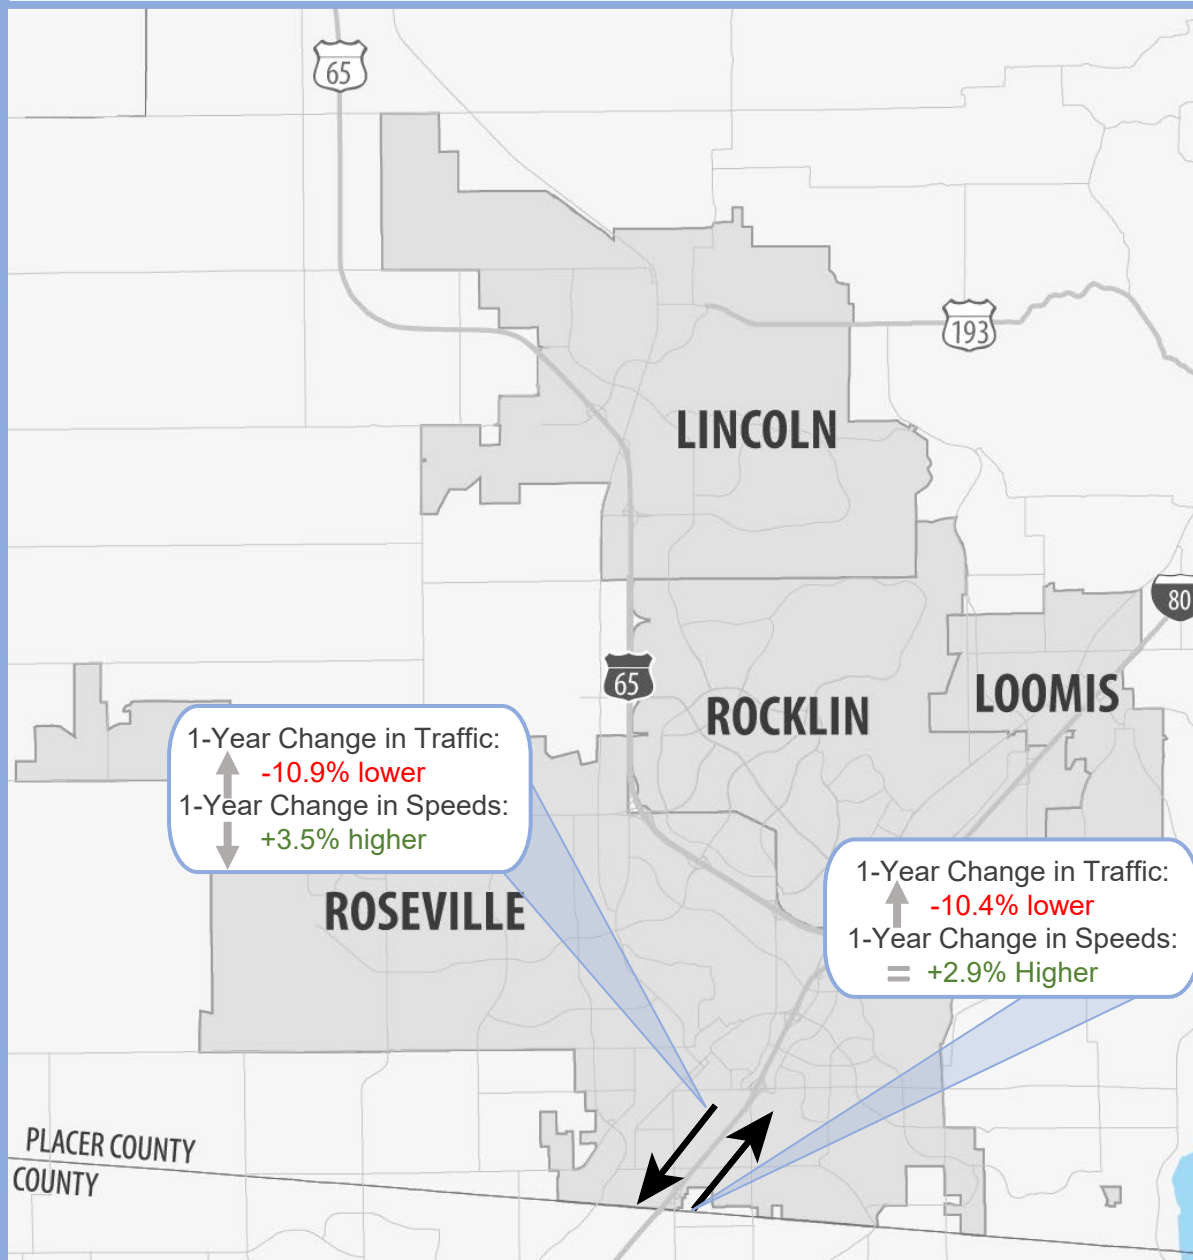 65
193
LINCOLN
80
65
LOOMIS
ROCKLIN
1-Year Change in Traffic:
-10.9% lower
1-Year Change in Speeds:
+3.5% higher
1-Year Change in Traffic:
-10.4% lower
1-Year Change in Speeds:
= +2.9% Higher
ROSEVILLE
PLACER COUNTY
COUNTY